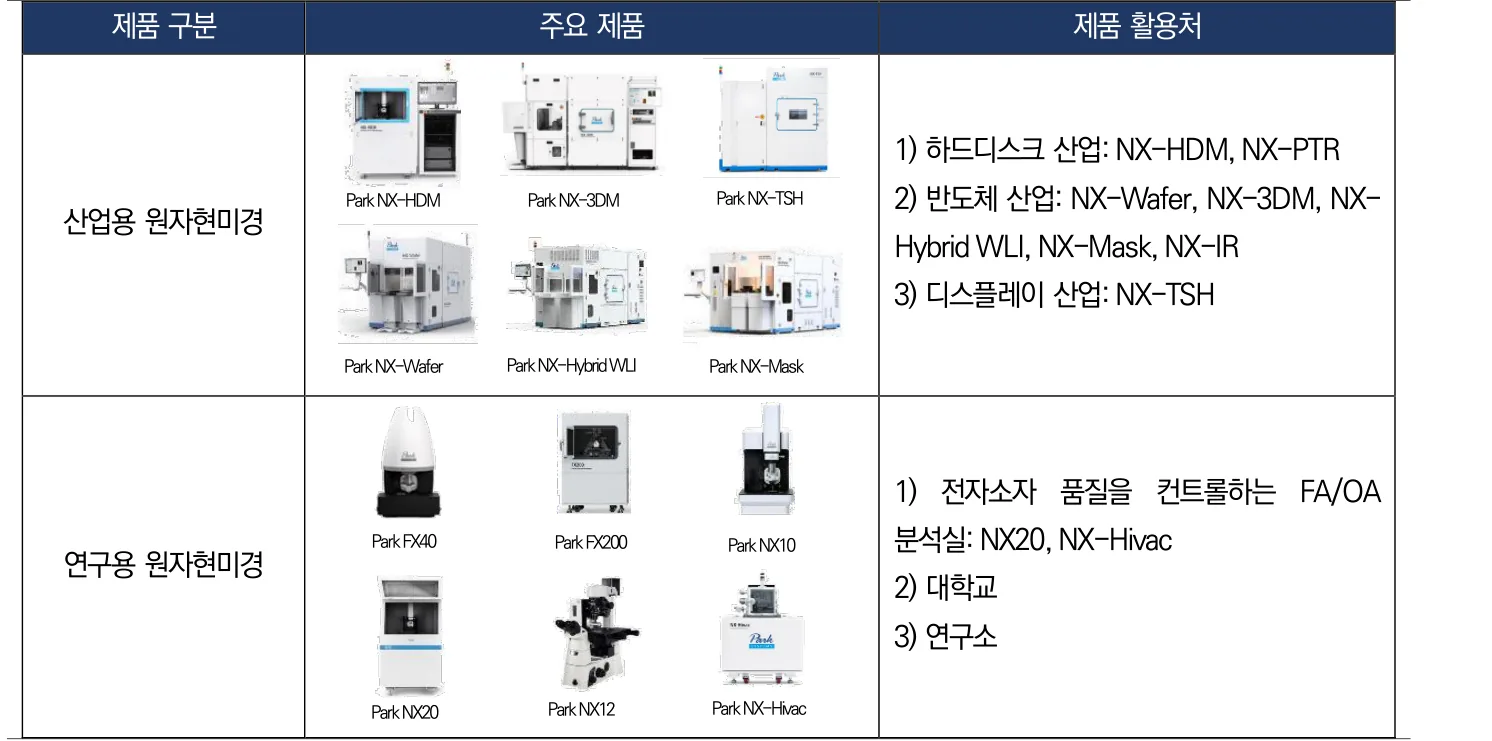 제품 구분
주요 제품
제품 활용처
산업용 원자현미경
Park NX-HDM
Park NX-3DM
Park NX-TSH
Park NX-Wafer
Park NX-Hybrid WLI
Park NX-Mask
1) 하드디스크 산업: NX-HDM, NX-PTR
2) 반도체 산업: NX-Wafer, NX-3DM, NX-
Hybrid WLI, NX-Mask, NX-IR
3) 디스플레이 산업: NX-TSH
연구용 원자현미경
Park FX40
Park FX200
Park NX10
Park NX20
Park NX12
Park NX-Hivac
1) 전자소자 품질을 컨트롤하는 FA/OA
분석실: NX20, NX-Hivac
2) 대학교
3) 연구소